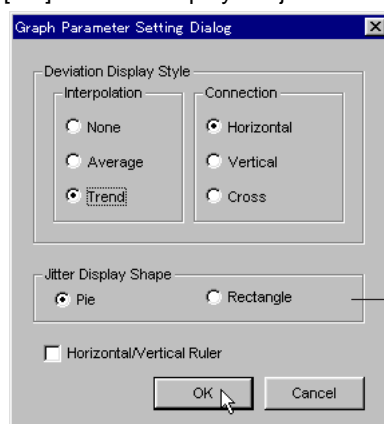 Graph Parameter Setting Dialog
Deviation Display Style
Interpolation
Connection
None
Horizontal
Average
Vertical
Trend
Cross
Jitter Display Shape
Pie
Rectangle
Horizontal/Vertical Ruler
OK
Cancel